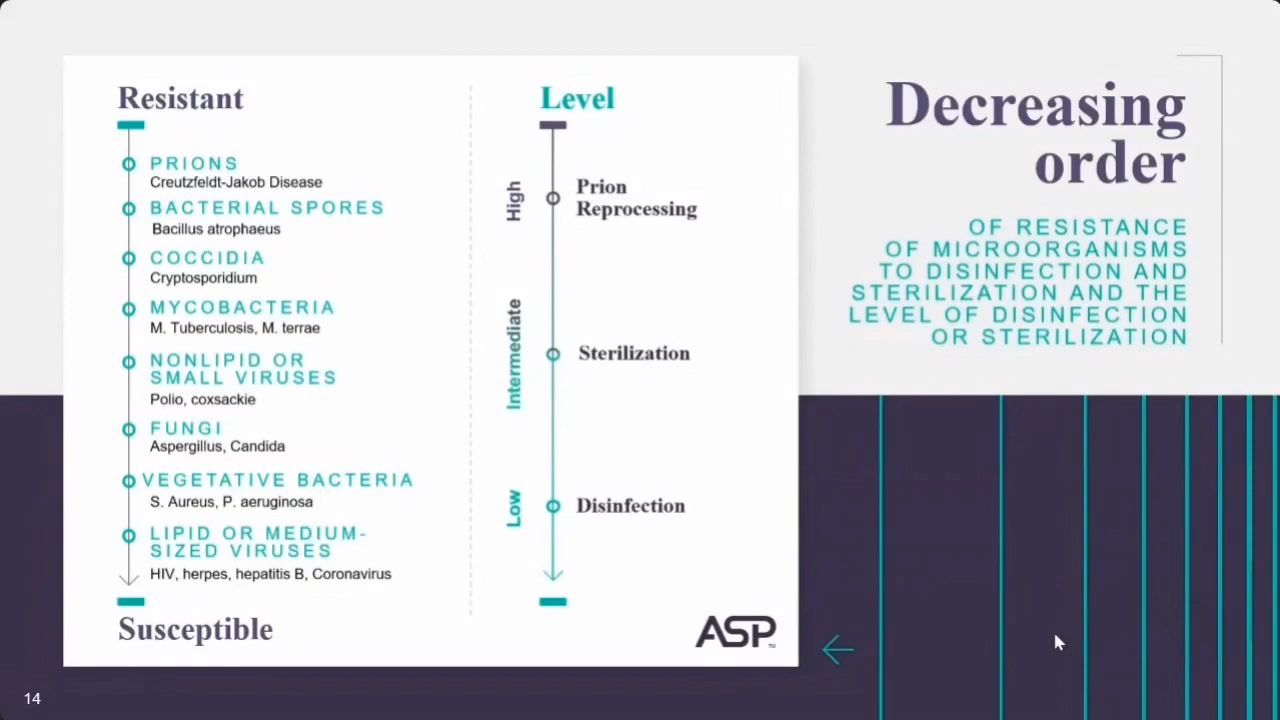 Resistant
PRIONS
Creutzfeldt-Jakob Disease
BACTERIAL SPORES
Bacillus atrophaeus
COCCIDIA
Cryptosporidium
MYCOBACTERIA
M. Tuberculosis, M. terrae
NONLIPID OR
SMALL VIRUSES
Polio, coxsackie
FUNGI
Aspergillus, Candida
VEGETATIVE BACTERIA
S. Aureus, P. aeruginosa
LIPID OR MEDIUM-
SIZED VIRUSES
HIV, herpes, hepatitis B, Coronavirus
Susceptible
Level
High
Prion
Reprocessing
Intermediate
Sterilization
Low
Disinfection
ASP™
Decreasing
order
OF RESISTANCE
OF MICROORGANISMS
TO DISINFECTION AND
STERILIZATION AND THE
LEVEL OF DISINFECTION
OR STERILIZATION
14